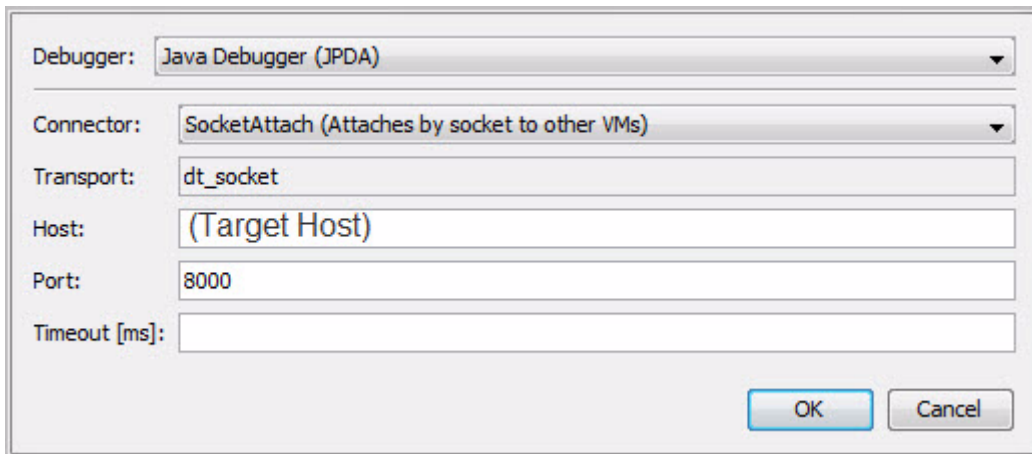 Debugger: Java Debugger (JPDA)
Connector: SocketAttach (Attaches by socket to other VMs)
Transport: dt_socket
Host: (Target Host)
Port: 8000
Timeout [ms]:
OK Cancel